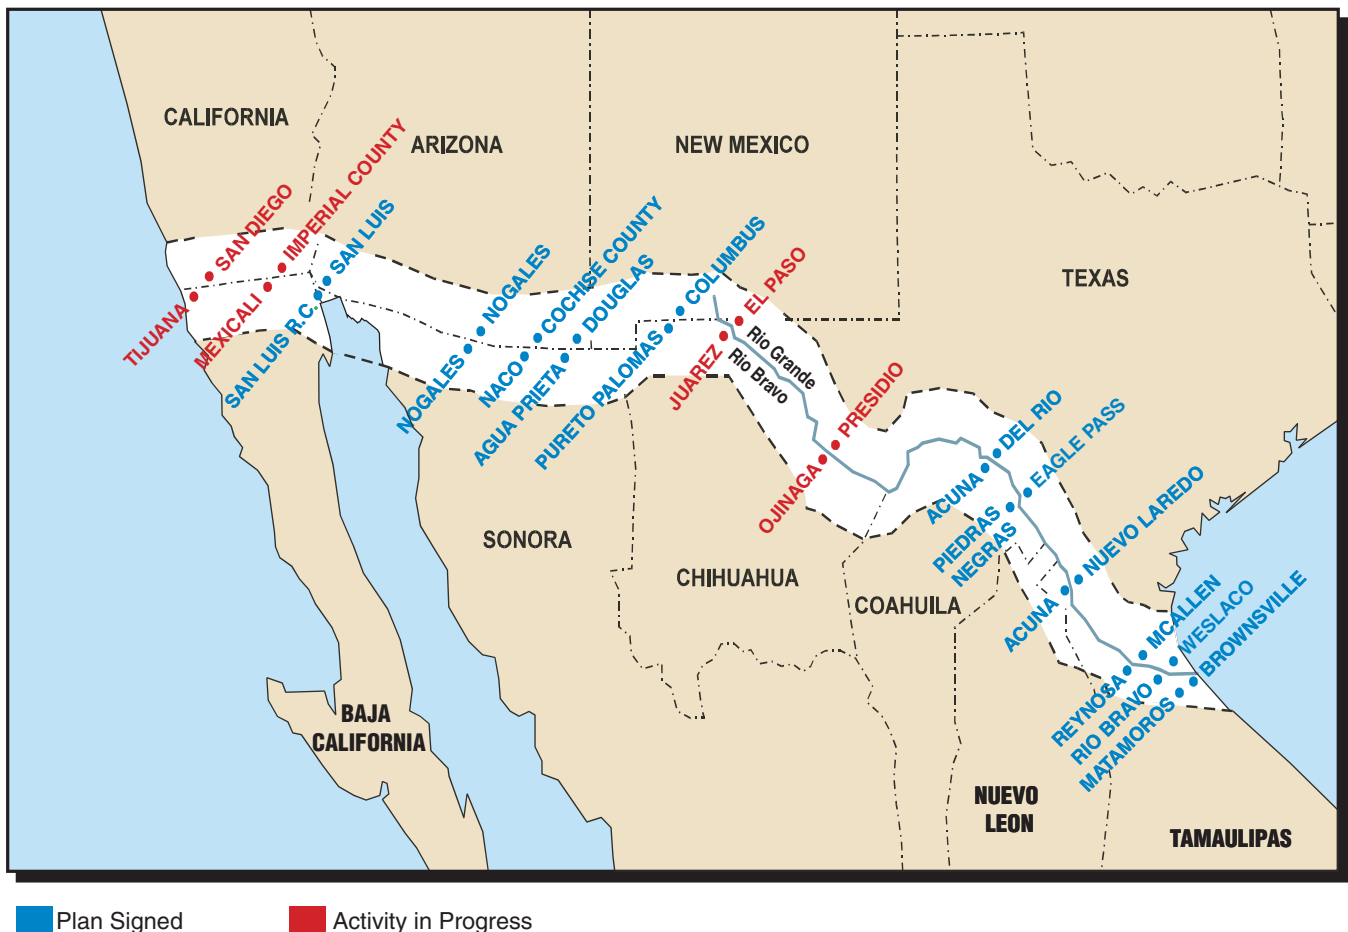 CALIFORNIA
ARIZONA
NEW MEXICO
TEXAS
SAN DIEGO
IMPERIAL COUNTY
SAN LUIS
TIJUANA
MEXICALI
SAN LUIS R.C.
NOGALES
COCHISE COUNTY
DOUGLAS
COLUMBUS
NOGALES
NACO
AGUA PRIETA
PURETO PALOMAS
EL PASO
JUAREZ
Rio Grande
Rio Bravo
PRESIDIO
OJINAGA
DEL RIO
ACUNA
EAGLE PASS
PIEDRAS
NEGRAS
NUEVO LAREDO
ACUNA
MCALLEN
WESLACO
BROWNSVILLE
REYNOSA
RIO BRAVO
MATAMOROS
SONORA
CHIHUAHUA
COAHUILA
BAJA
CALIFORNIA
NUEVO
LEON
TAMAULIPAS
Plan Signed
Activity in Progress